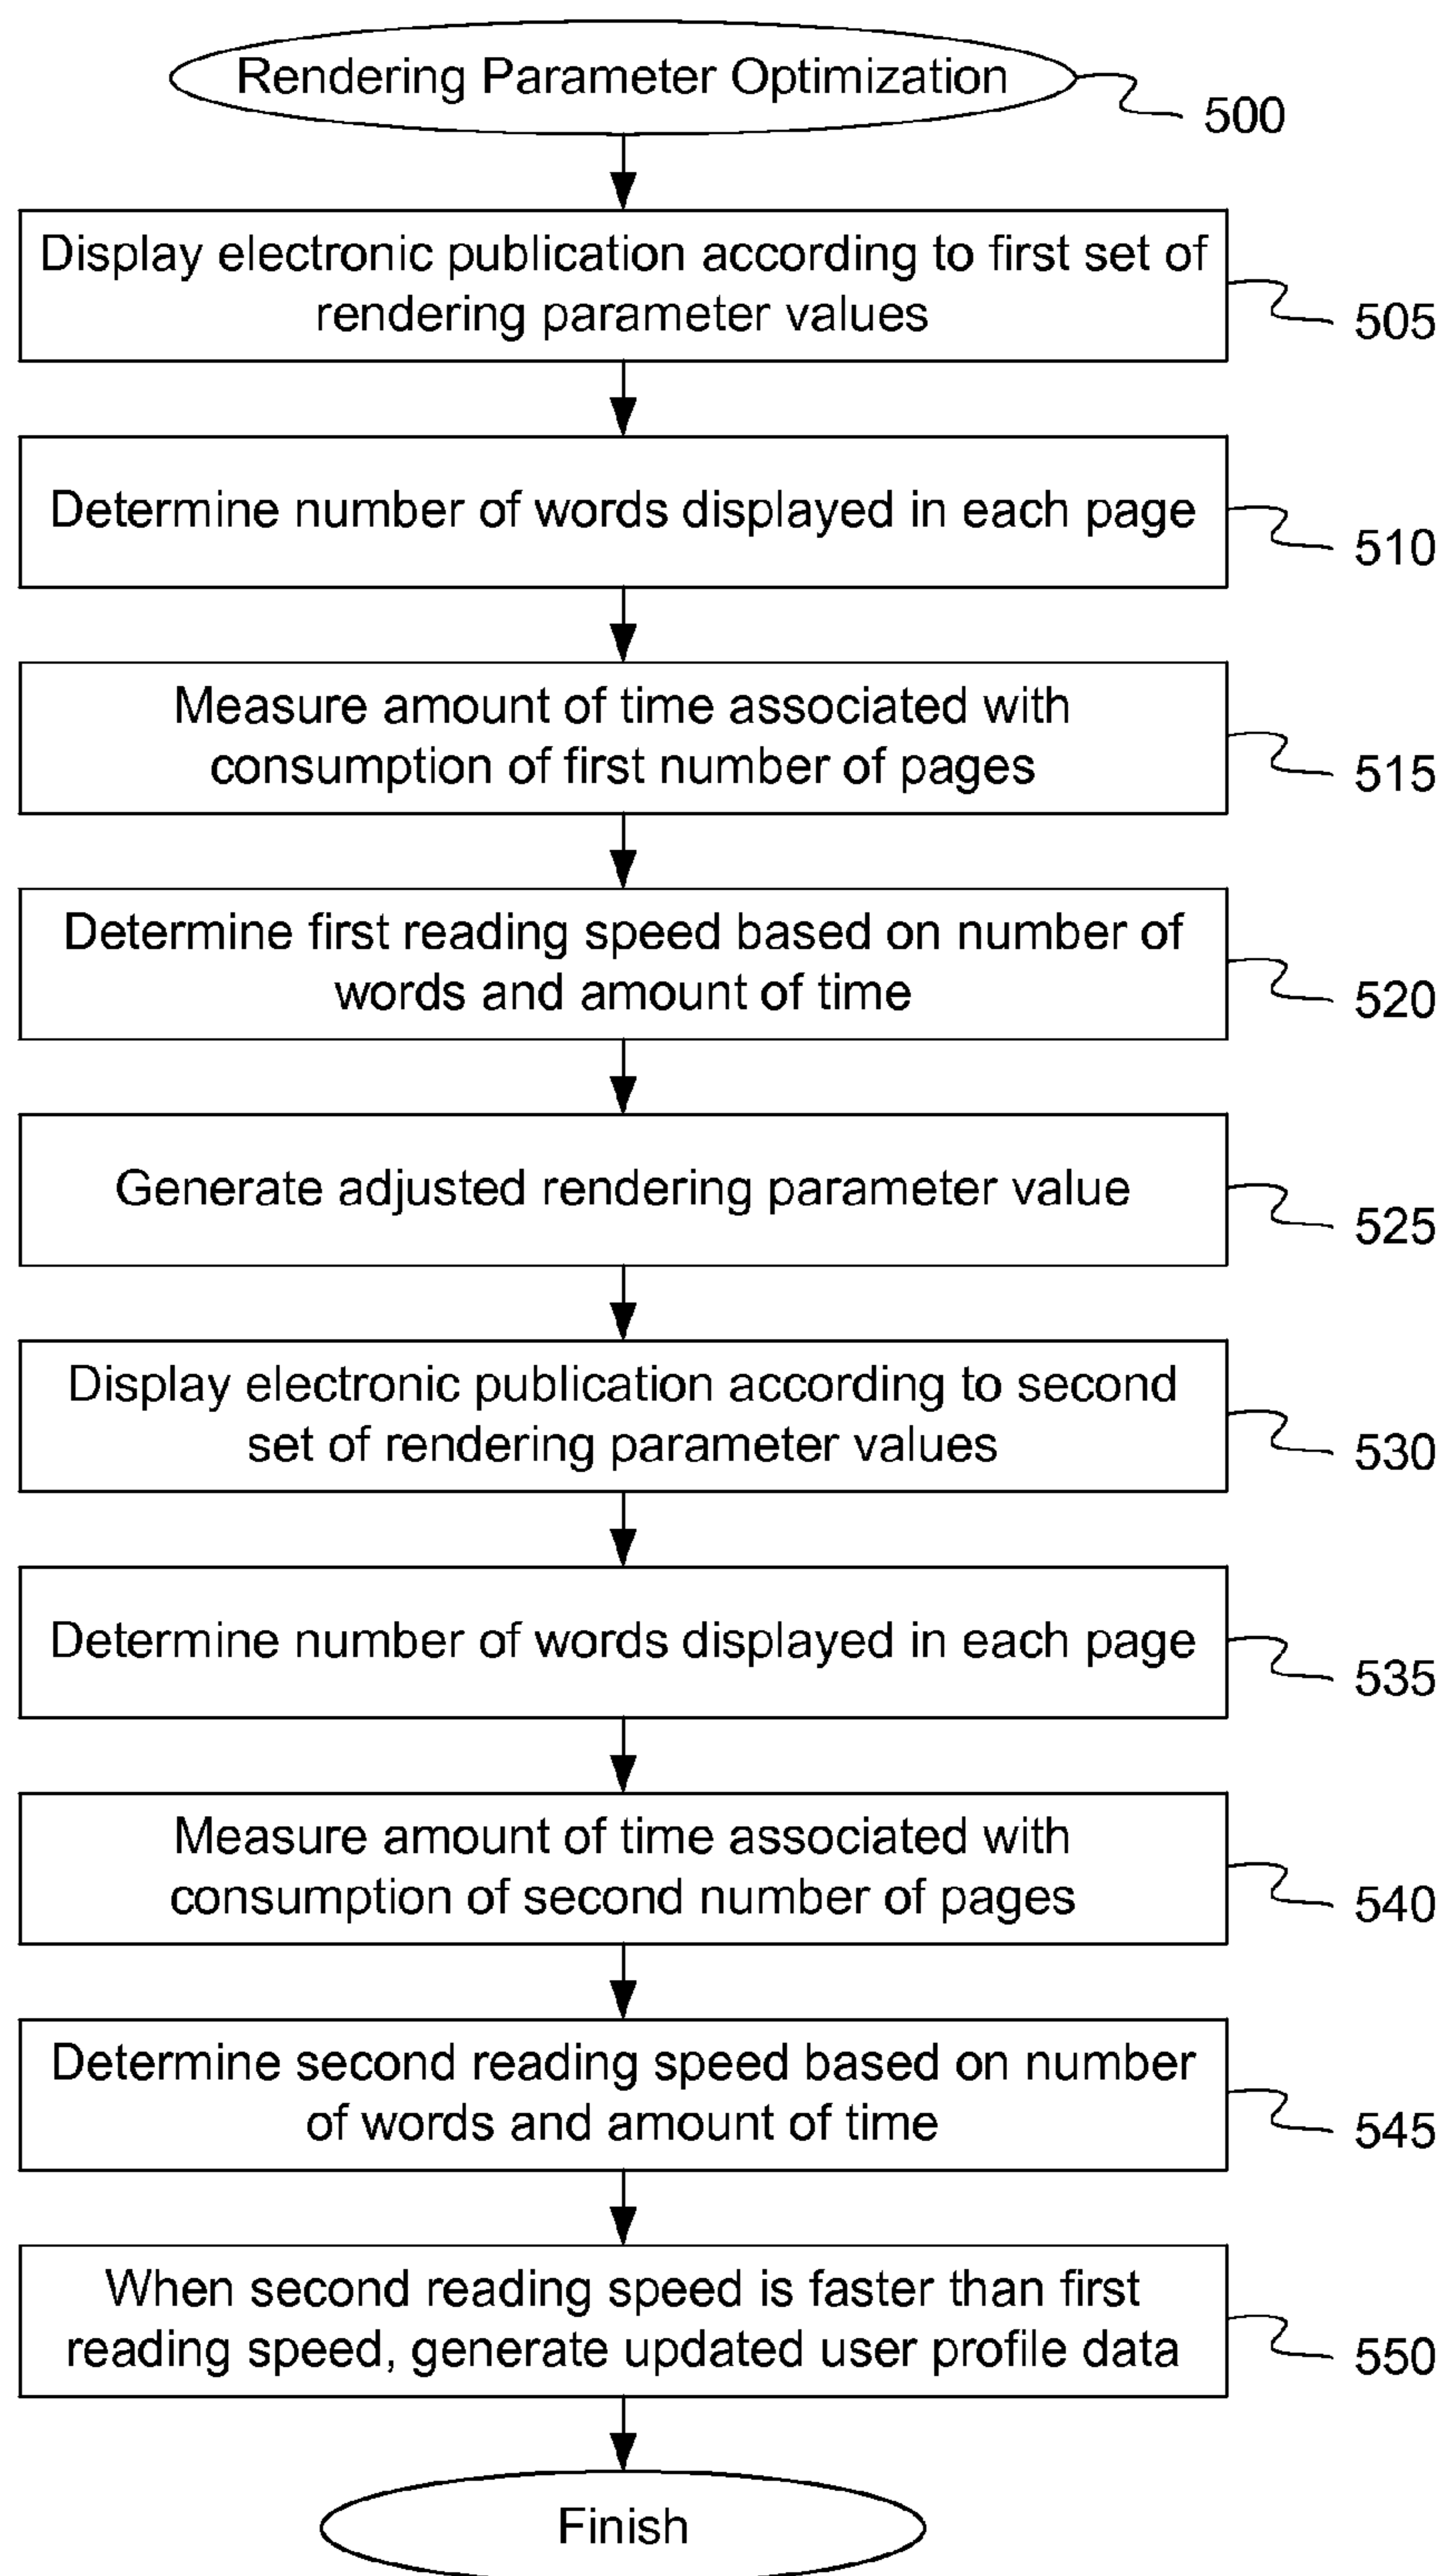 Rendering Parameter Optimization
500
Display electronic publication according to first set of
rendering parameter values
505
Determine number of words displayed in each page
510
Measure amount of time associated with
consumption of first number of pages
515
Determine first reading speed based on number of
words and amount of time
520
Generate adjusted rendering parameter value
525
Display electronic publication according to second
set of rendering parameter values
530
Determine number of words displayed in each page
535
Measure amount of time associated with
consumption of second number of pages
540
Determine second reading speed based on number
of words and amount of time
545
When second reading speed is faster than first
reading speed, generate updated user profile data
550
Finish